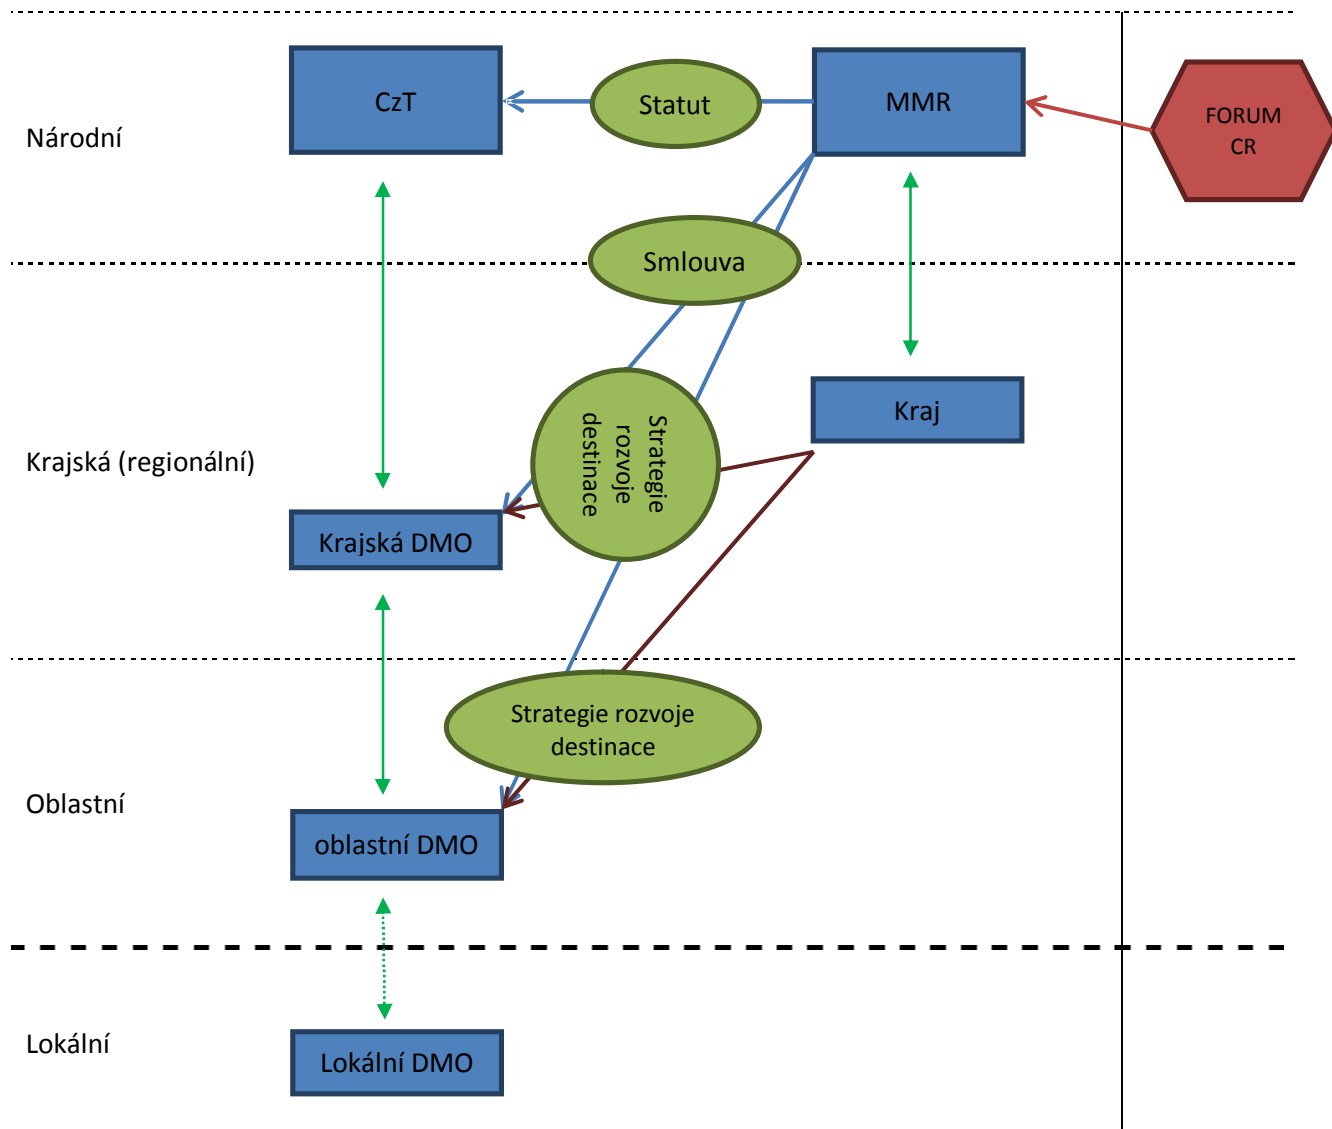 CzT
Statut
MMR
FORUM
CR
Národní
Smlouva
Kraj
Strategie
rozvoje
destinace
Krajská (regionální)
Krajská DMO
Strategie rozvoje
destinace
Oblastní
oblastní DMO
Lokální
Lokální DMO